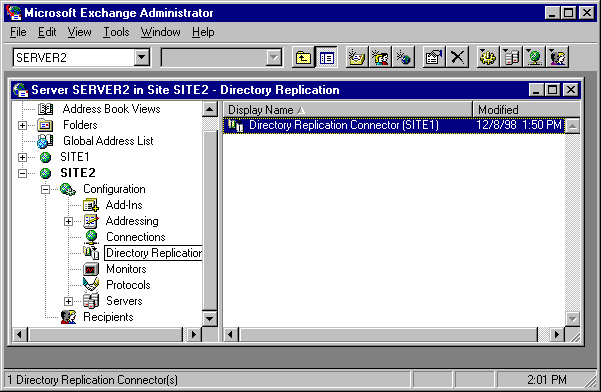 Microsoft Exchange Administrator
File Edit View Tools Window Help
SERVER2
Server SERVER2 in Site SITE2 - Directory Replication
Address Book Views
Folders
Global Address List
SITE1
SITE2
Configuration
Add-Ins
Addressing
Connections
Directory Replication
Monitors
Protocols
Servers
Recipients
Display Name Modified
Directory Replication Connector (SITE1) 12/8/98 1:50 PM
1 Directory Replication Connector(s) 2:01 PM